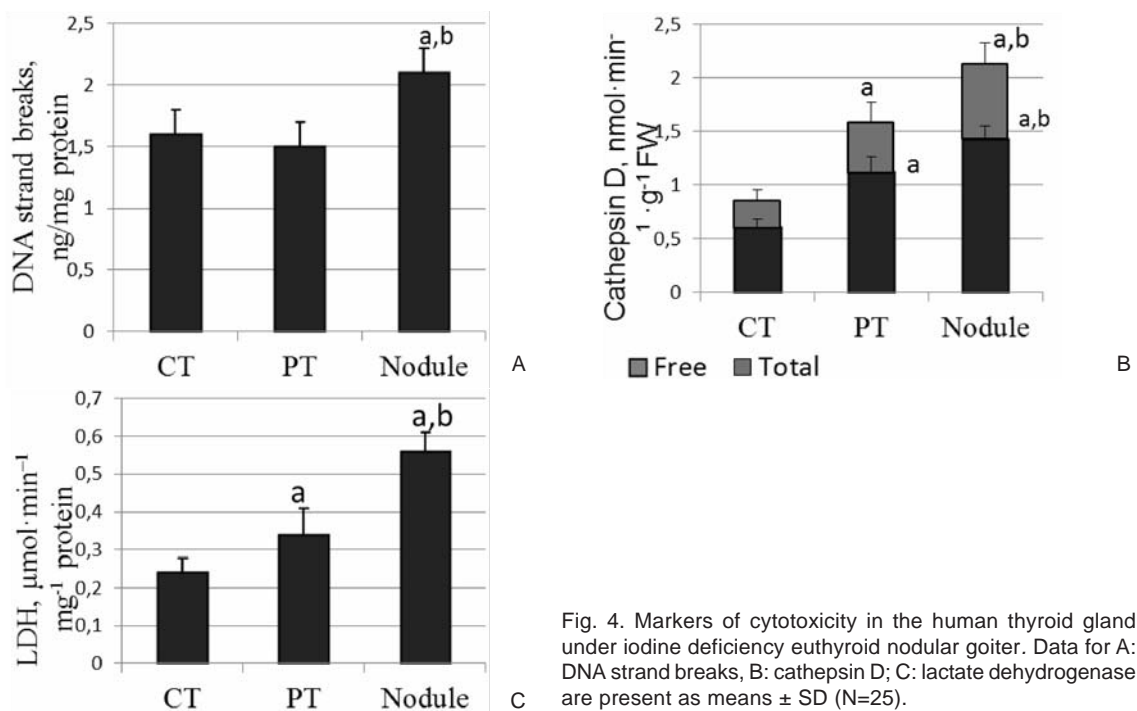 2,5
2
1,5
1
0,5
0
DNA strand breaks,
ng/mg protein
a,b
CT PT Nodule
A
2,5
2
1,5
1
0,5
0
Cathepsin D, nmol·min-
1 ·g-1 FW
a
a
a,b
a,b
CT PT Nodule
Free Total
B
0,7
0,6
0,5
0,4
0,3
0,2
0,1
0
LDH, µmol·min⁻¹
mg⁻¹ protein
a
a,b
CT PT Nodule
C
Fig. 4. Markers of cytotoxicity in the human thyroid gland
under iodine deficiency euthyroid nodular goiter. Data for A:
DNA strand breaks, B: cathepsin D; C: lactate dehydrogenase
are present as means ± SD (N=25).